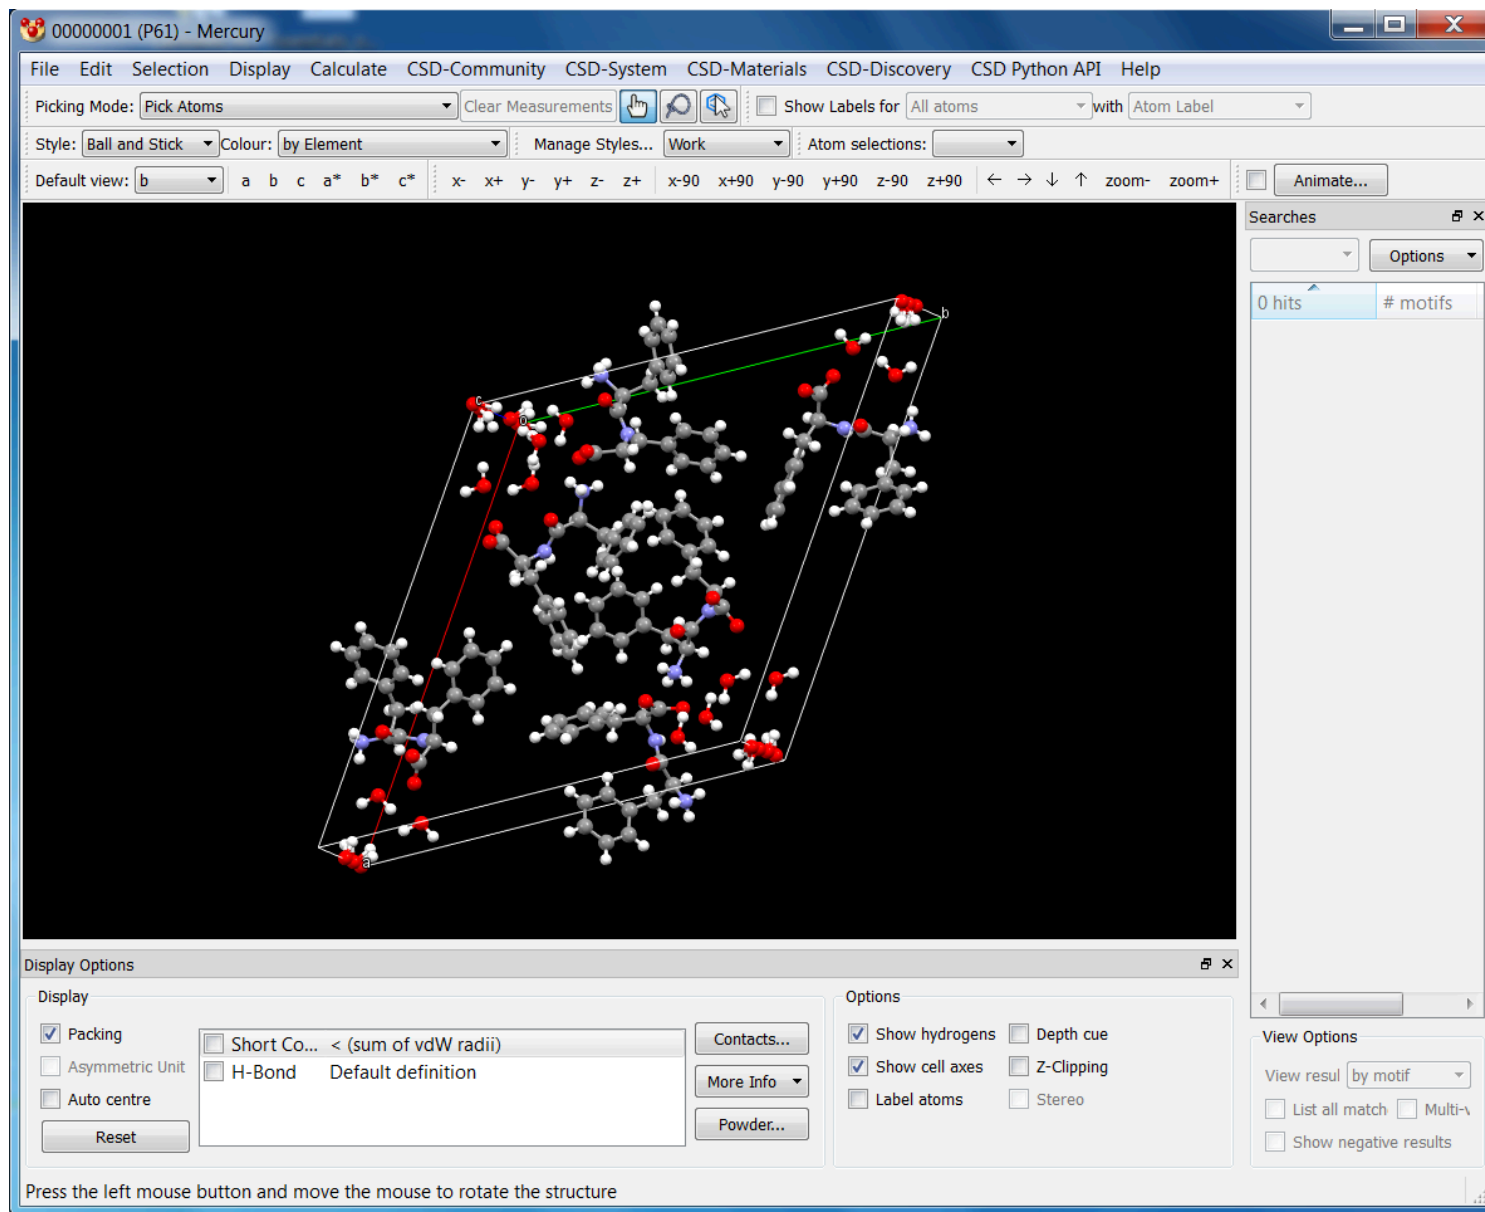 00000001 (P61) - Mercury
File Edit Selection Display Calculate CSD-Community CSD-System CSD-Materials CSD-Discovery CSD Python API Help
Picking Mode: Pick Atoms Clear Measurements Show Labels for All atoms with Atom Label
Style: Ball and Stick Colour: by Element Manage Styles... Work Atom selections:
Default view: b a b c a* b* c* x- x+ y- y+ z- z+ x-90 x+90 y-90 y+90 z-90 z+90 ← → ↓ ↑ zoom- zoom+ Animate...
Searches
Options
0 hits # motifs
b
c
o
a
Display Options
Display
Packing
Asymmetric Unit
Auto centre
Reset
Short Co... < (sum of vdW radii)
H-Bond Default definition
Contacts...
More Info
Powder...
Options
Show hydrogens Depth cue
Show cell axes Z-Clipping
Label atoms Stereo
View Options
View resul by motif
List all match Multi-v
Show negative results
Press the left mouse button and move the mouse to rotate the structure